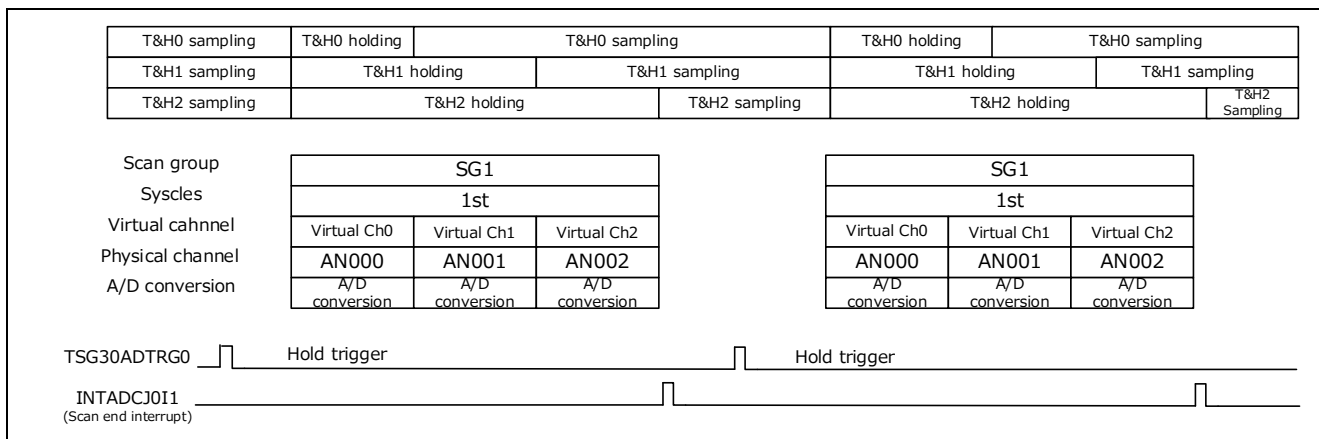 T&H0 sampling T&H0 holding T&H0 sampling T&H0 holding T&H0 sampling
T&H1 sampling T&H1 holding T&H1 sampling T&H1 holding T&H1 sampling
T&H2 sampling T&H2 holding T&H2 sampling T&H2 holding T&H2 Sampling
Scan group SG1 SG1
Syscles 1st 1st
Virtual cahnnel Virtual Ch0 Virtual Ch1 Virtual Ch2 Virtual Ch0 Virtual Ch1 Virtual Ch2
Physical channel AN000 AN001 AN002 AN000 AN001 AN002
A/D conversion A/D conversion A/D conversion A/D conversion A/D conversion A/D conversion A/D conversion
TSG30ADTRG0 Hold trigger Hold trigger
INTADCJ0I1
(Scan end interrupt)